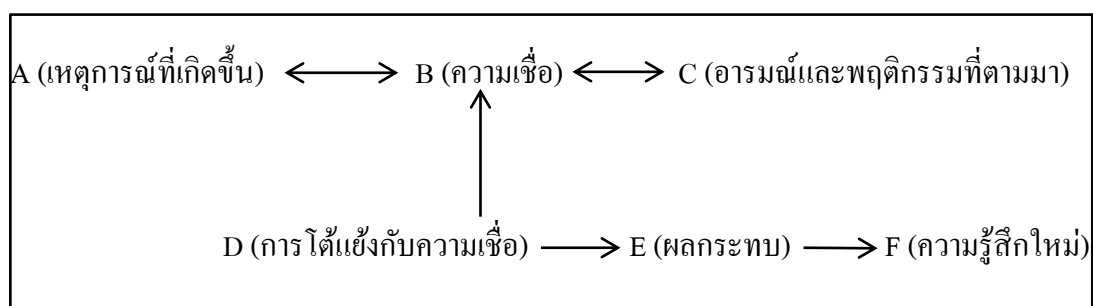 A (เหตุการณ์ที่เกิดขึ้น) B (ความเชื่อ) C (อารมณ์และพฤติกรรมที่ตามมา)
D (การโต้แย้งกับความเชื่อ) E (ผลกระทบ) F (ความรู้สึกใหม่)